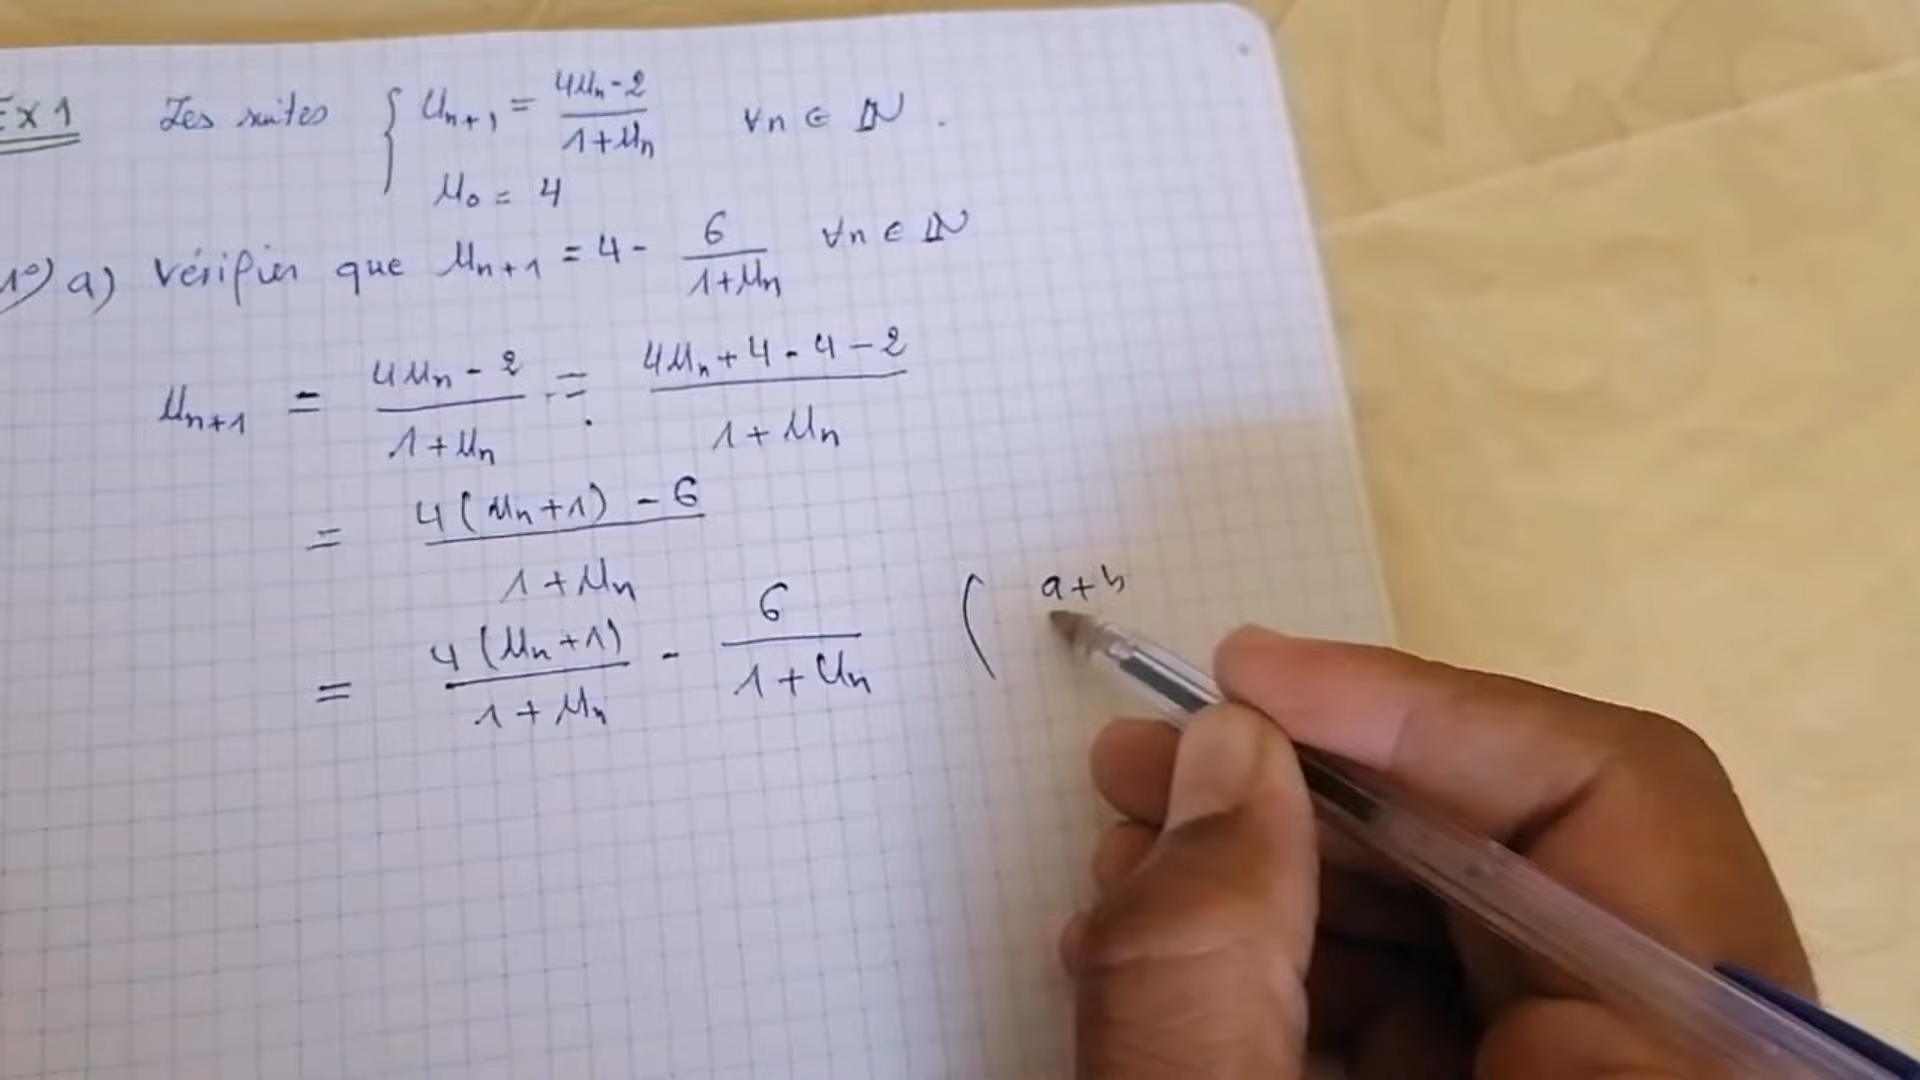 Ex 1 Les suites { Un+1 = 4Un - 2 / 1 + Un ∀n ∈ ℕ.
U0 = 4
1°) a) vérifier que Un+1 = 4 - 6 / 1 + Un ∀n ∈ ℕ
Un+1 = 4Un - 2 / 1 + Un = 4Un + 4 - 4 - 2 / 1 + Un
= 4 (Un + 1) - 6 / 1 + Un
= 4 (Un + 1) / 1 + Un - 6 / 1 + Un ( a + b